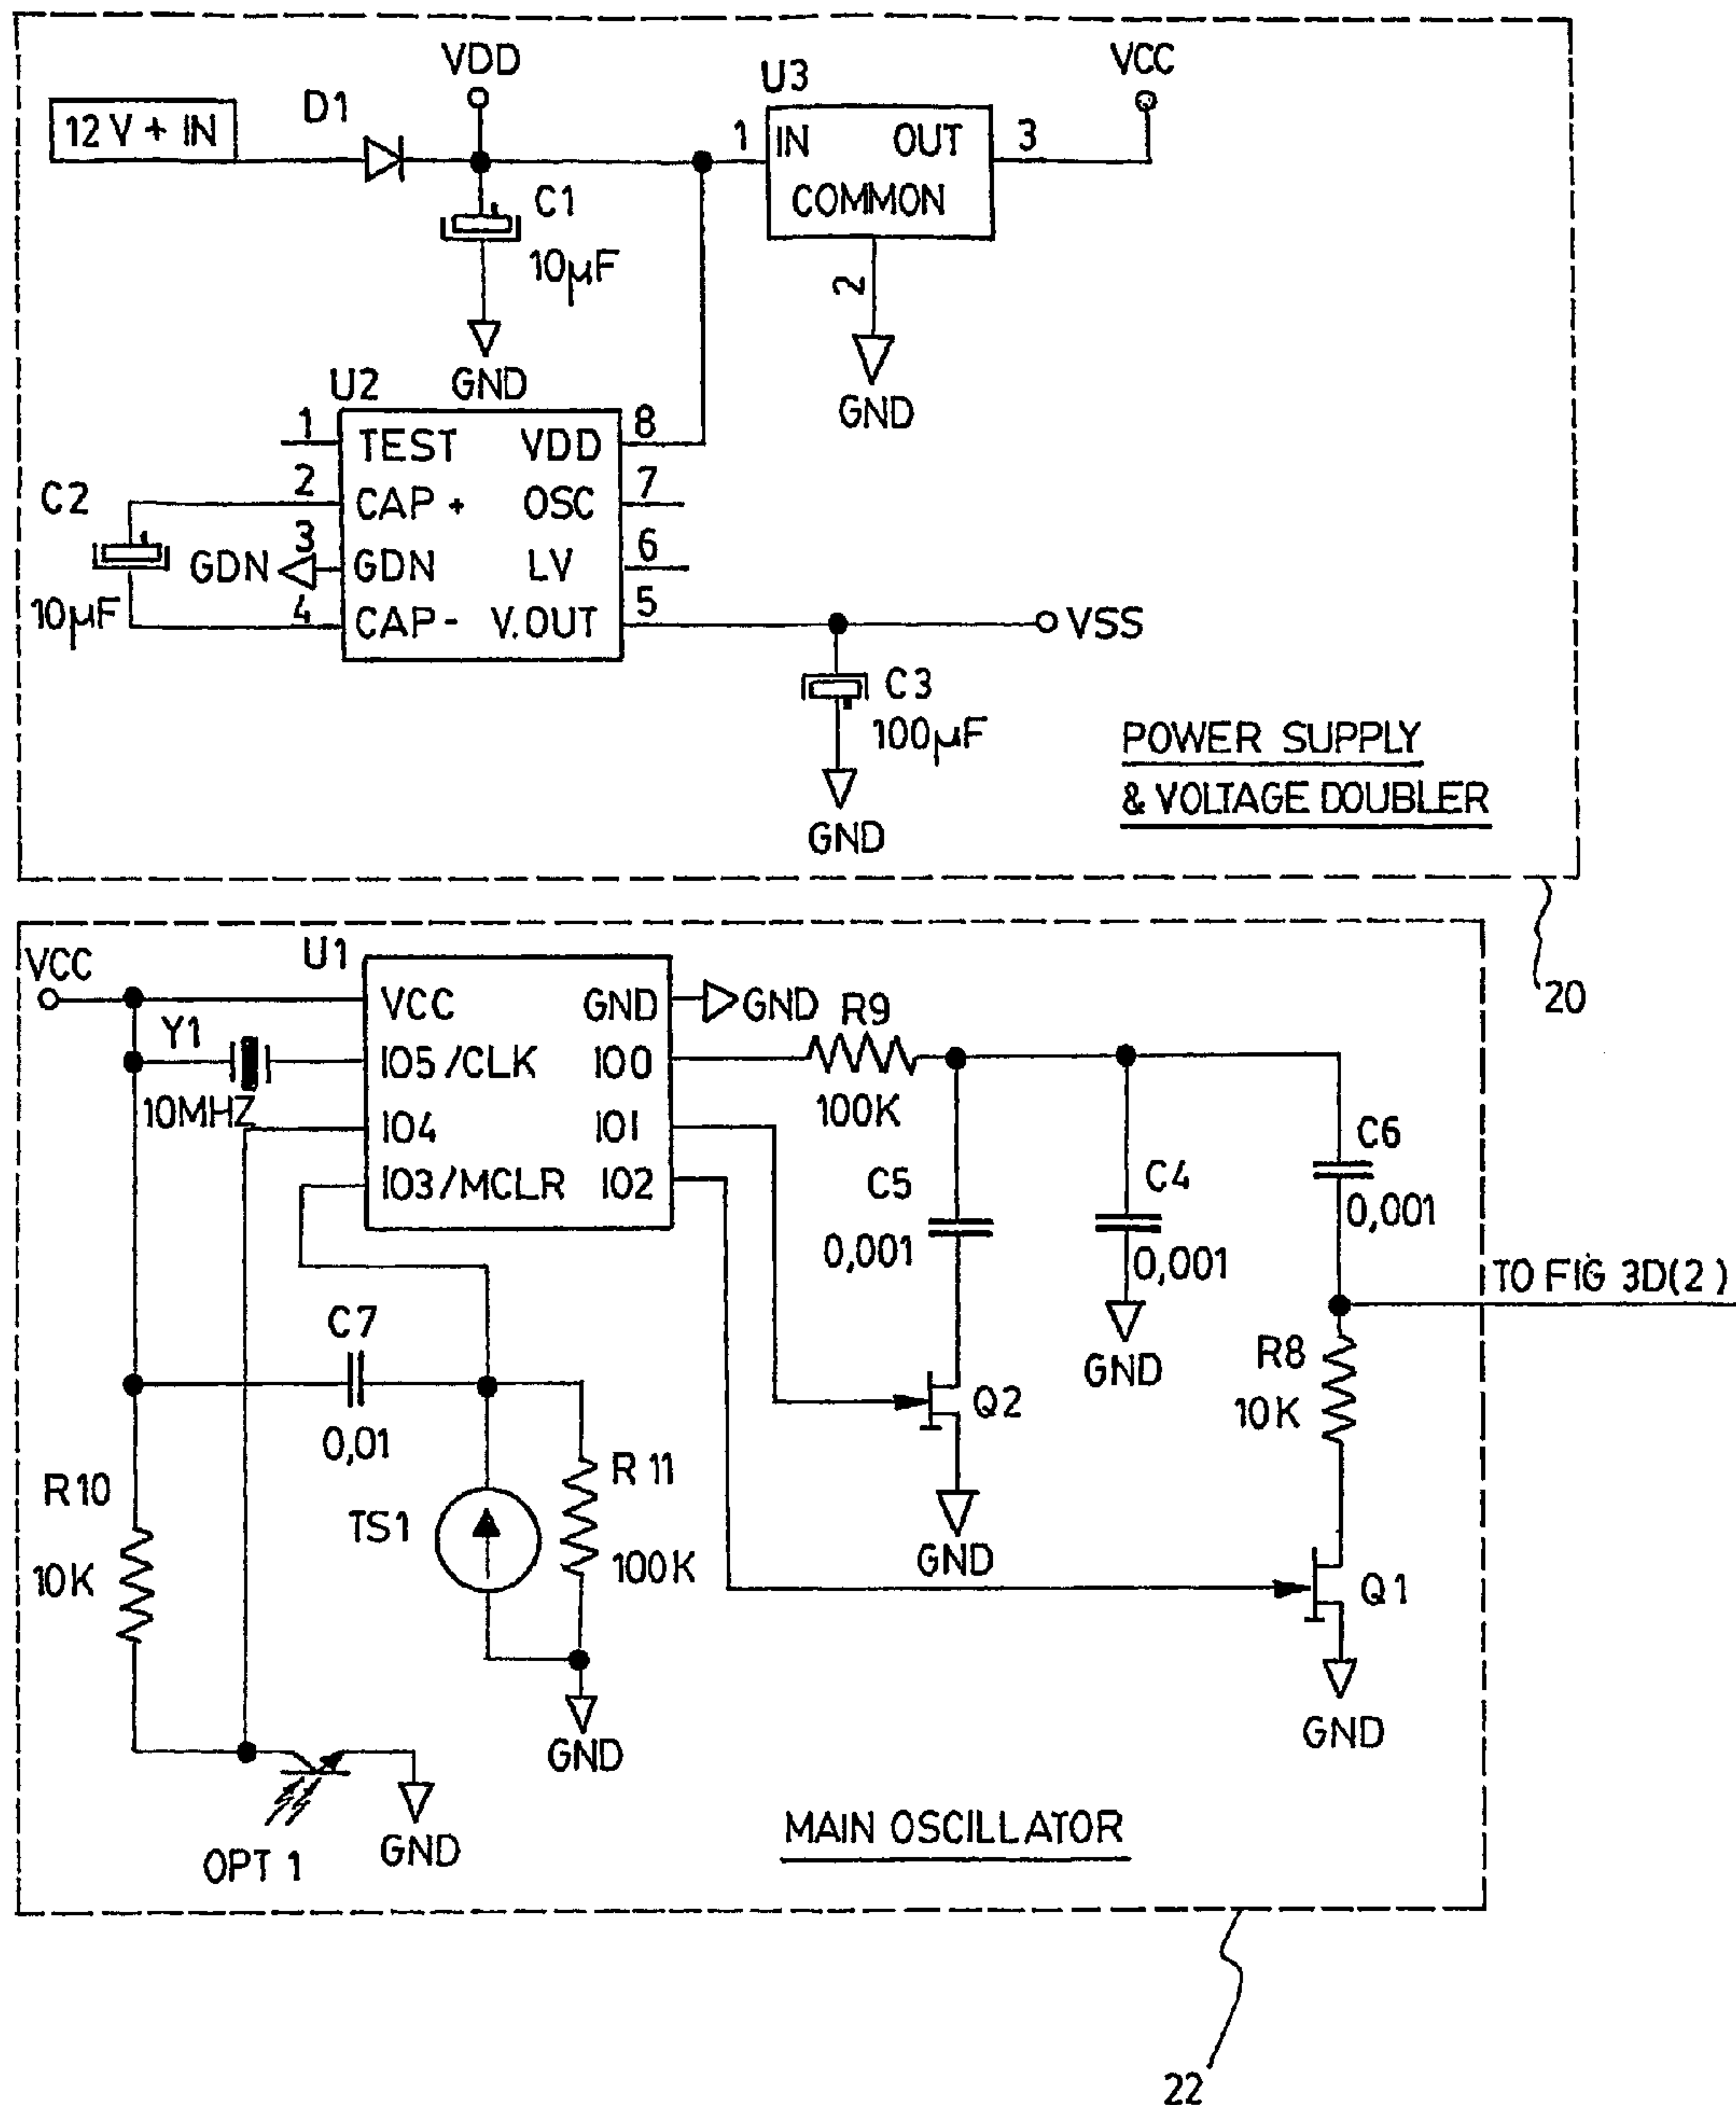 VDD
U3
VCC
12 V + IN
D1
1
IN
OUT
3
COMMON
C1
10µF
2
GND
GND
U2
1
TEST
VDD
8
C2
2
CAP +
OSC
7
GDN
3
GDN
LV
6
10µF
4
CAP -
V.OUT
5
VSS
C3
100µF
GND
POWER SUPPLY
& VOLTAGE DOUBLER
20
VCC
U1
VCC
GND
GND
R9
Y1
IO5/CLK
IO0
100K
10MHZ
IO4
IO1
IO3/MCLR
IO2
C5
0,001
C4
0,001
C6
0,001
TO FIG 3D(2)
C7
0,01
GND
R8
10K
Q2
R10
10K
TS1
R11
100K
GND
Q1
GND
GND
OPT 1
GND
MAIN OSCILLATOR
22